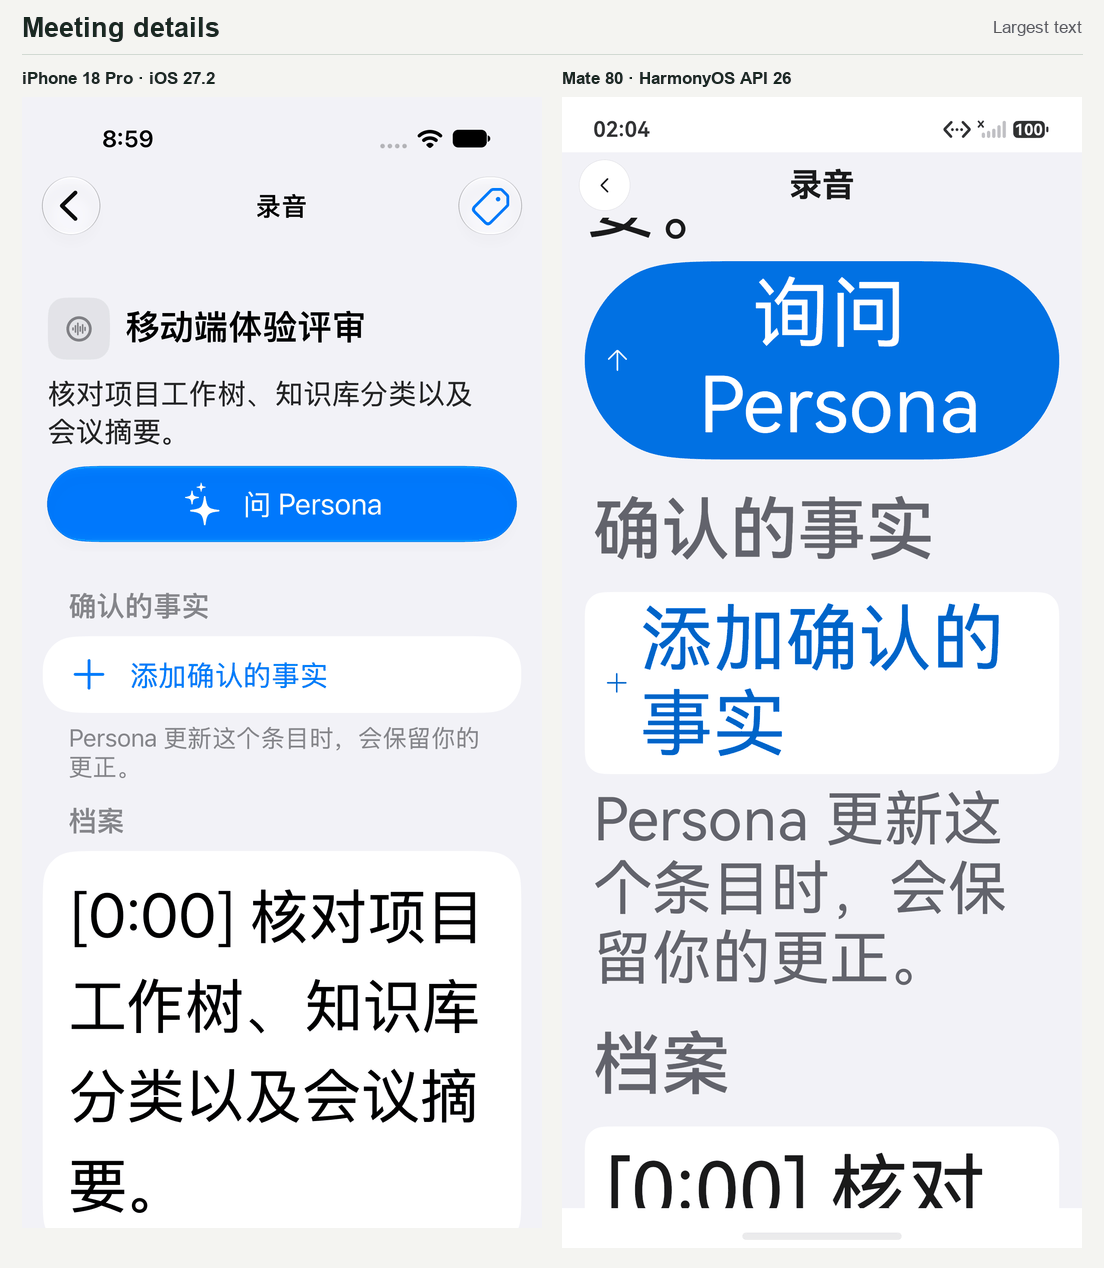 Meeting details
Largest text
iPhone 18 Pro · iOS 27.2
8:59
录音
移动端体验评审
核对项目工作树、知识库分类以及
会议摘要。
问 Persona
确认的事实
添加确认的事实
Persona 更新这个条目时，会保留你的
更正。
档案
[0:00] 核对项目
工作树、知识库
分类以及会议摘
要。
Mate 80 · HarmonyOS API 26
02:04
100
录音
要。
询问
Persona
确认的事实
添加确认的
事实
Persona 更新这
个条目时，会保
留你的更正。
档案
[0:00] 核对